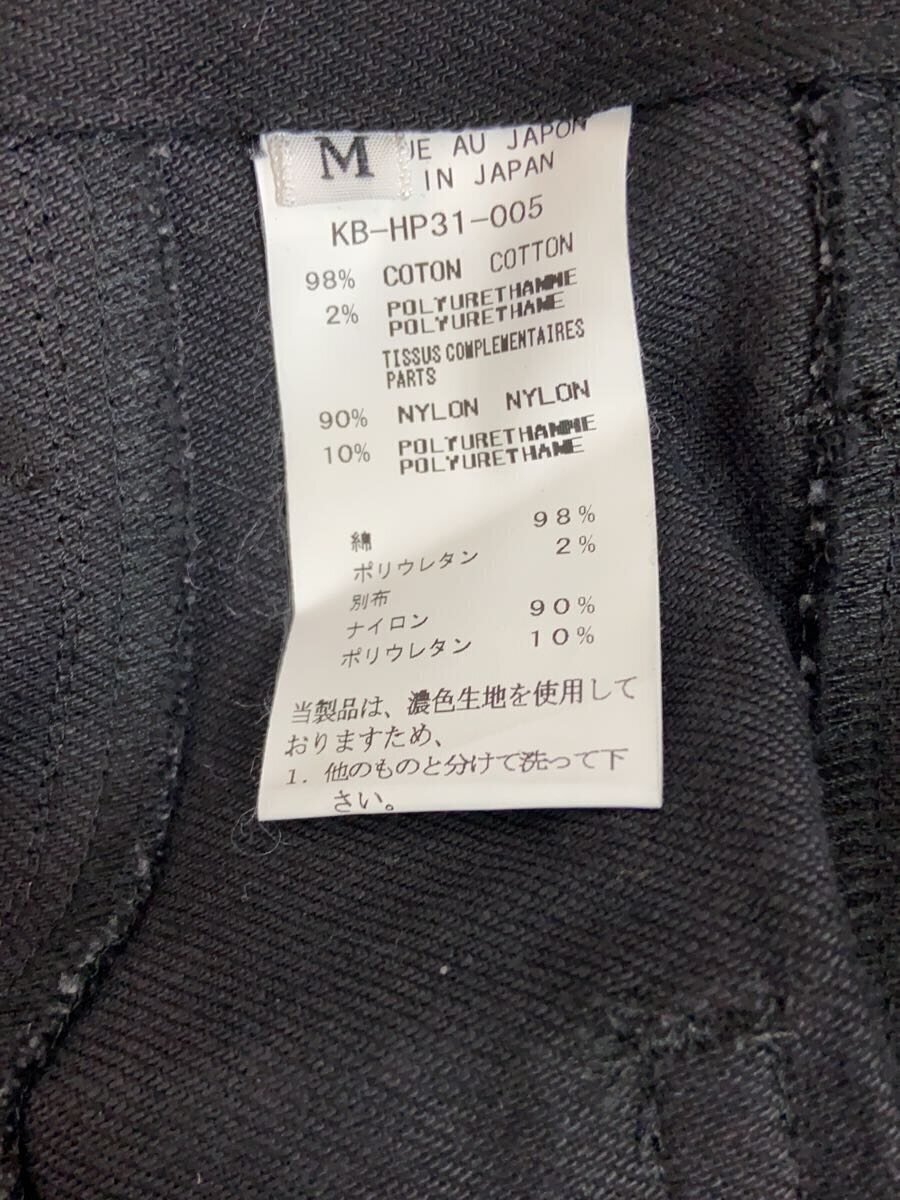 M
UE AU JAPON
IN JAPAN
KB-HP31-005
98% COTON COTTON
2% POLYURETHANNE
POLYURETHANE
TISSUS COMPLEMENTAIRES
PARTS
90% NYLON NYLON
10% POLYURETHANNE
POLYURETHANE
綿 98%
ポリウレタン 2%
別布
ナイロン 90%
ポリウレタン 10%
当製品は、濃色生地を使用して
おりますため、
1. 他のものと分けて洗って下
さい。